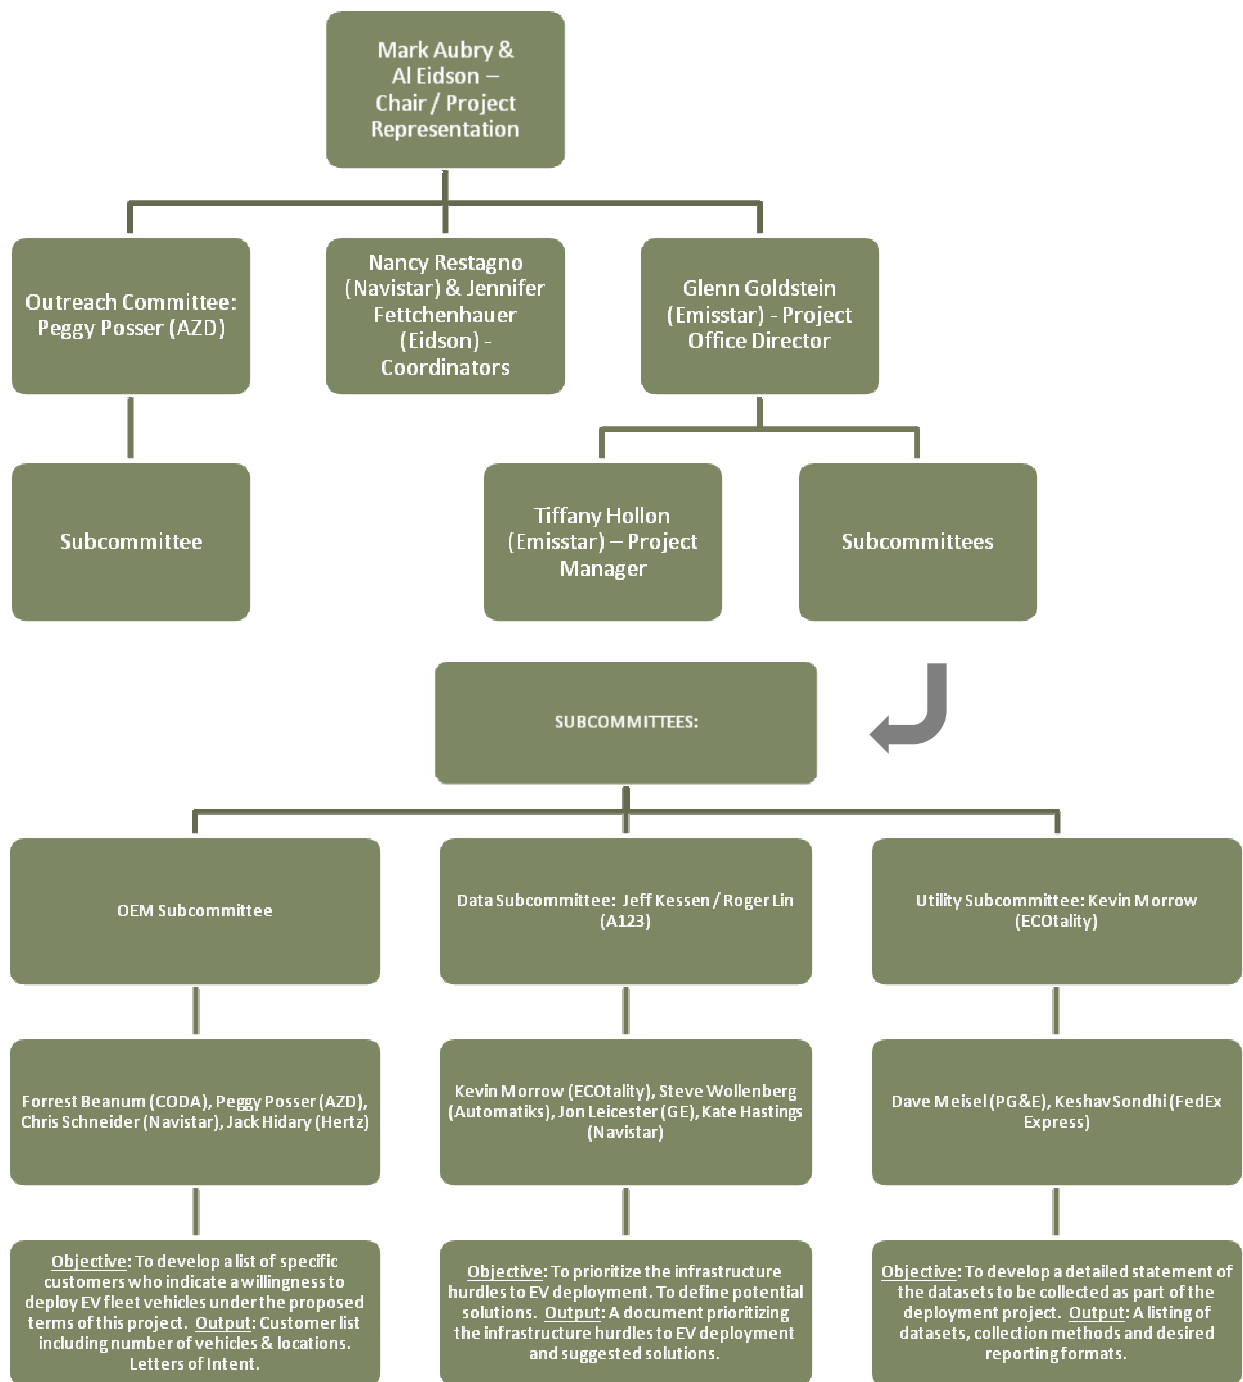 Mark Aubry &
Al Eidson –
Chair / Project
Representation
Outreach Committee:
Peggy Posser (AZD)
Nancy Restagno
(Navistar) & Jennifer
Fettchenhauer
(Eidson) -
Coordinators
Glenn Goldstein
(Emisstar) - Project
Office Director
Subcommittee
Tiffany Hollon
(Emisstar) – Project
Manager
Subcommittees
SUBCOMMITTEES:
OEM Subcommittee
Data Subcommittee: Jeff Kessen / Roger Lin
(A123)
Utility Subcommittee: Kevin Morrow
(ECOtality)
Forrest Beanum (CODA), Peggy Posser (AZD),
Chris Schneider (Navistar), Jack Hidary (Hertz)
Kevin Morrow (ECOtality), Steve Wollenberg
(Automatiks), Jon Leicester (GE), Kate Hastings
(Navistar)
Dave Meisel (PG&E), Keshav Sondhi (FedEx
Express)
Objective: To develop a list of specific
customers who indicate a willingness to
deploy EV fleet vehicles under the proposed
terms of this project. Output: Customer list
including number of vehicles & locations.
Letters of Intent.
Objective: To prioritize the infrastructure
hurdles to EV deployment. To define potential
solutions. Output: A document prioritizing
the infrastructure hurdles to EV deployment
and suggested solutions.
Objective: To develop a detailed statement of
the datasets to be collected as part of the
deployment project. Output: A listing of
datasets, collection methods and desired
reporting formats.